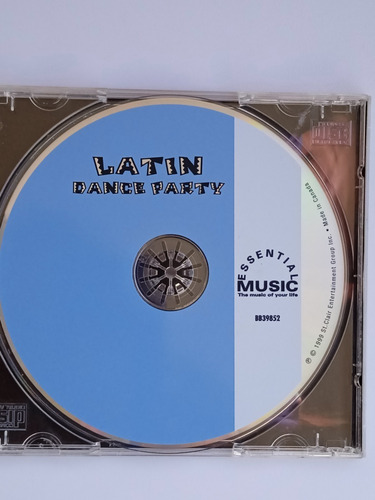 LATIN
DANCE PARTY
ESSENTIAL
MUSIC
The music of your life
BB39852
℗ © 1999 St. Clair Entertainment Group Inc. • Made in Canada